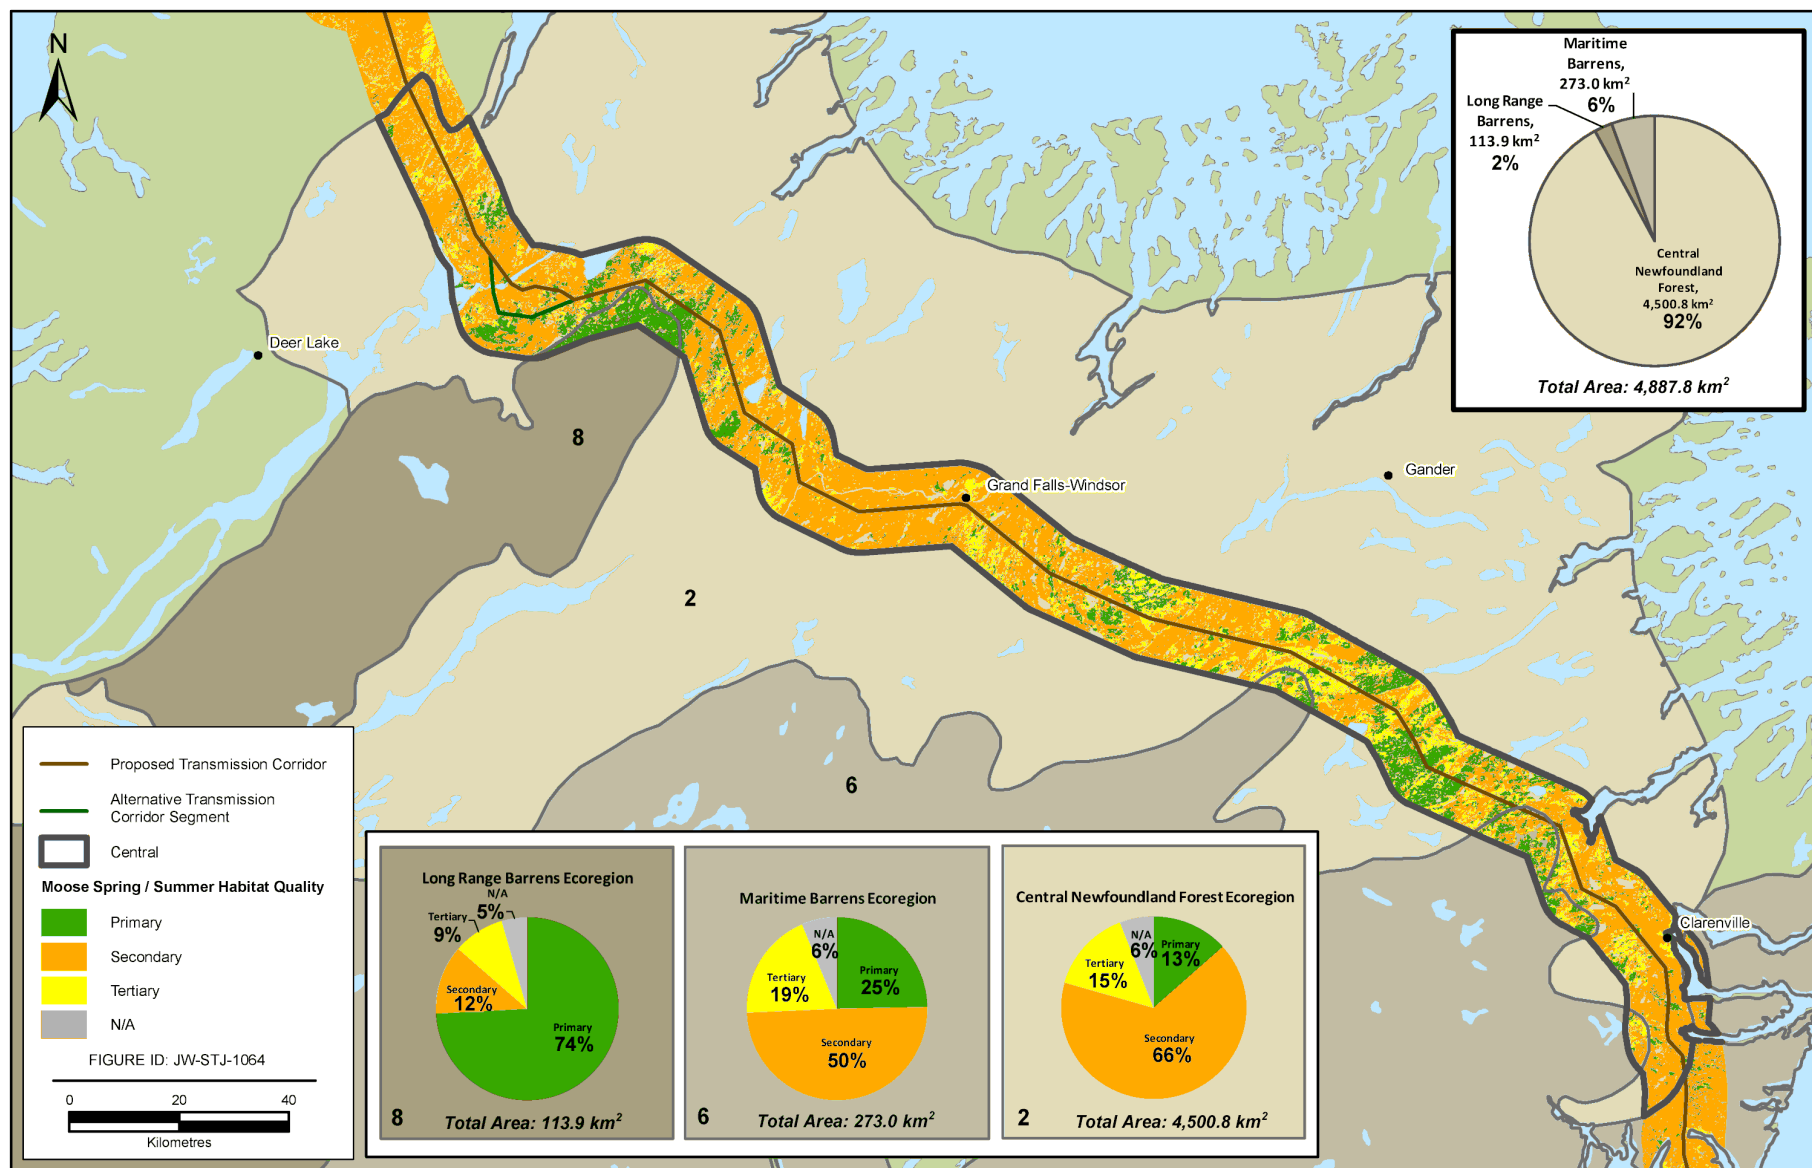 N
Deer Lake
8
2
6
Grand Falls-Windsor
Gander
Clarenville
Maritime
Barrens,
273.0 km²
6%
Long Range
Barrens,
113.9 km²
2%
Central
Newfoundland
Forest,
4,500.8 km²
92%
Total Area: 4,887.8 km²
Proposed Transmission Corridor
Alternative Transmission
Corridor Segment
Central
Moose Spring / Summer Habitat Quality
Primary
Secondary
Tertiary
N/A
FIGURE ID: JW-STJ-1064
0 20 40
Kilometres
Long Range Barrens Ecoregion
N/A
5%
Tertiary
9%
Secondary
12%
Primary
74%
8
Total Area: 113.9 km²
Maritime Barrens Ecoregion
N/A
6%
Primary
25%
Tertiary
19%
Secondary
50%
6
Total Area: 273.0 km²
Central Newfoundland Forest Ecoregion
N/A
6%
Primary
13%
Tertiary
15%
Secondary
66%
2
Total Area: 4,500.8 km²